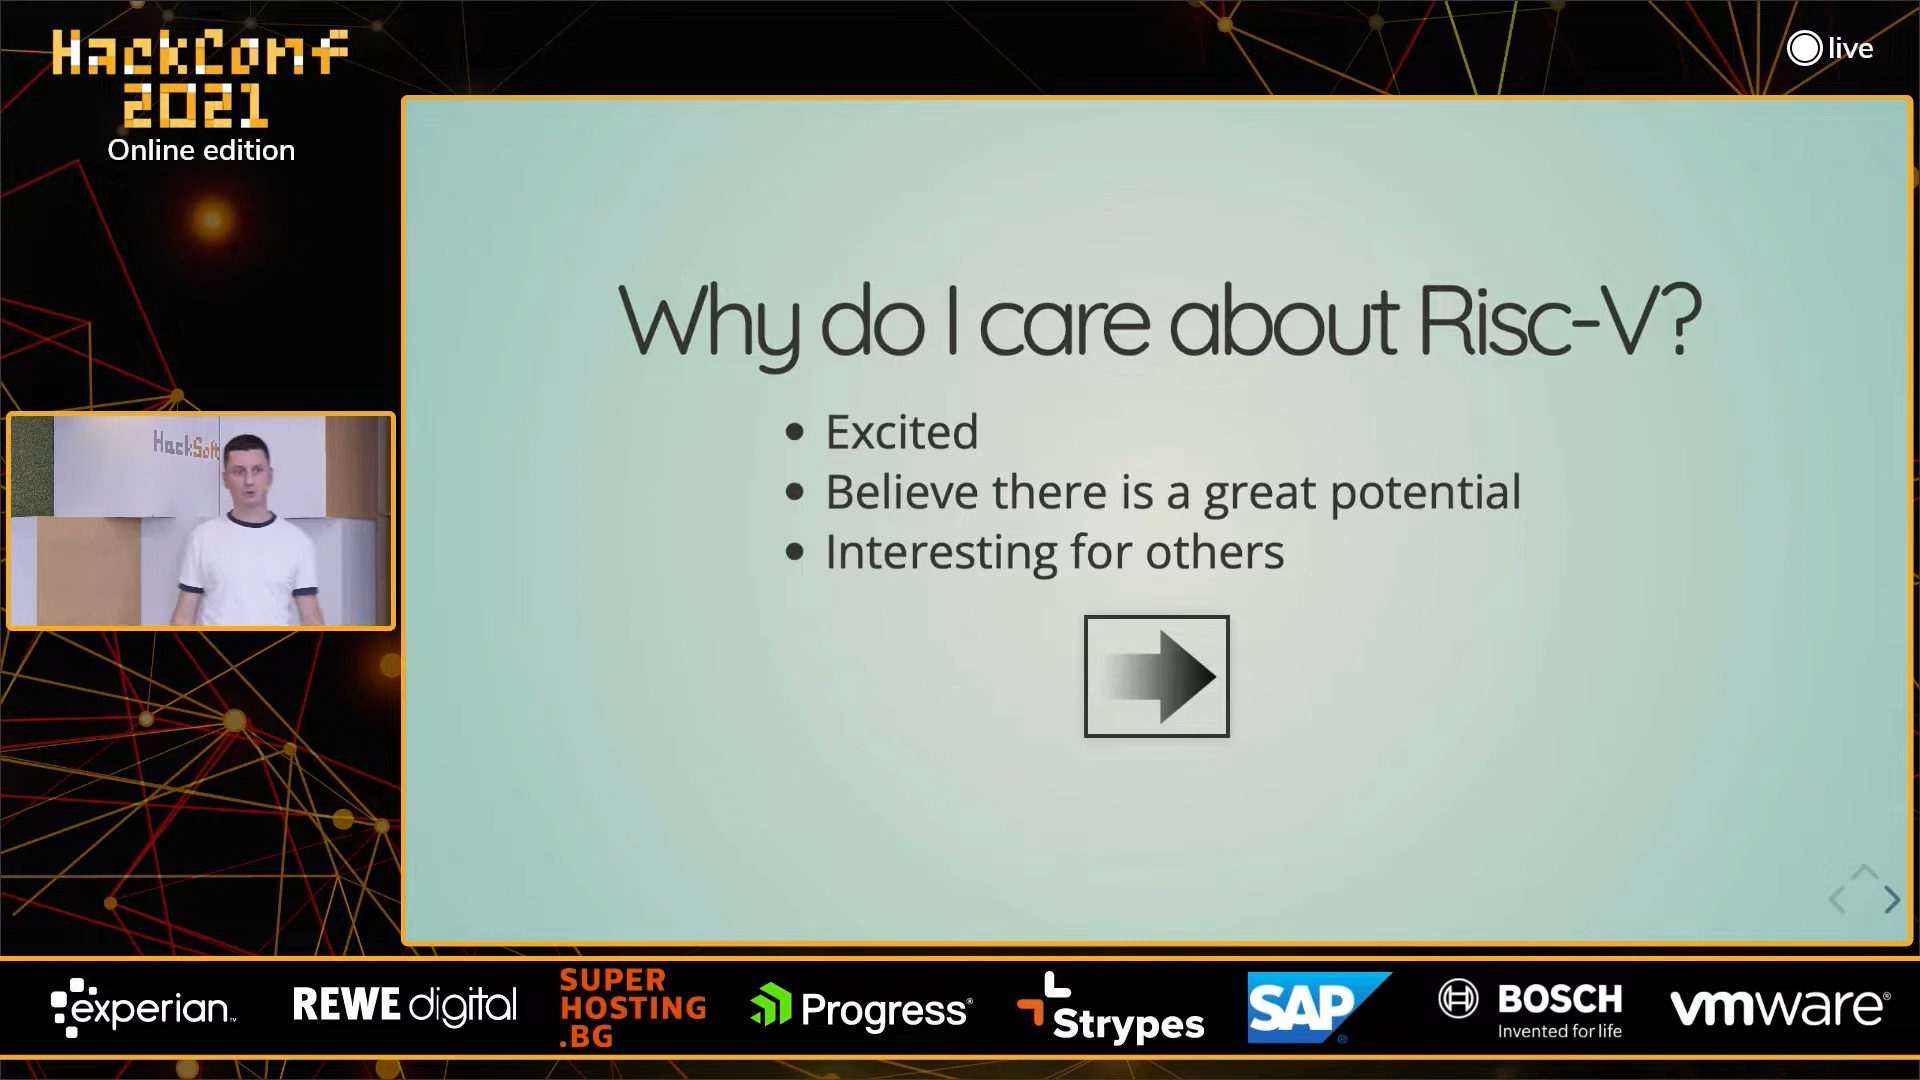 HackConf
2021
Online edition
live
HackSoft
Why do I care about Risc-V?
• Excited
• Believe there is a great potential
• Interesting for others
experian™
REWE digital
SUPER
HOSTING
.BG
Progress®
Strypes
SAP®
BOSCH
Invented for life
vmware®